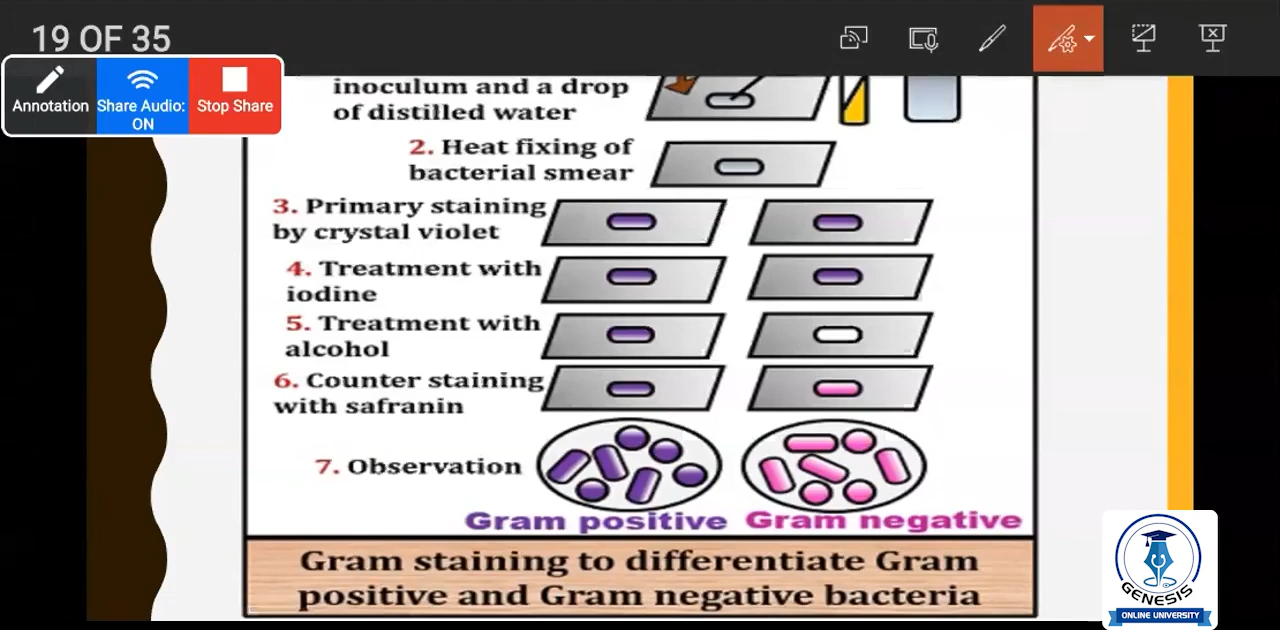 19 OF 35
Annotation
Share Audio:
ON
Stop Share
inoculum and a drop
of distilled water
2. Heat fixing of
bacterial smear
3. Primary staining
by crystal violet
4. Treatment with
iodine
5. Treatment with
alcohol
6. Counter staining
with safranin
7. Observation
Gram positive
Gram negative
Gram staining to differentiate Gram
positive and Gram negative bacteria
GENESIS
ONLINE UNIVERSITY